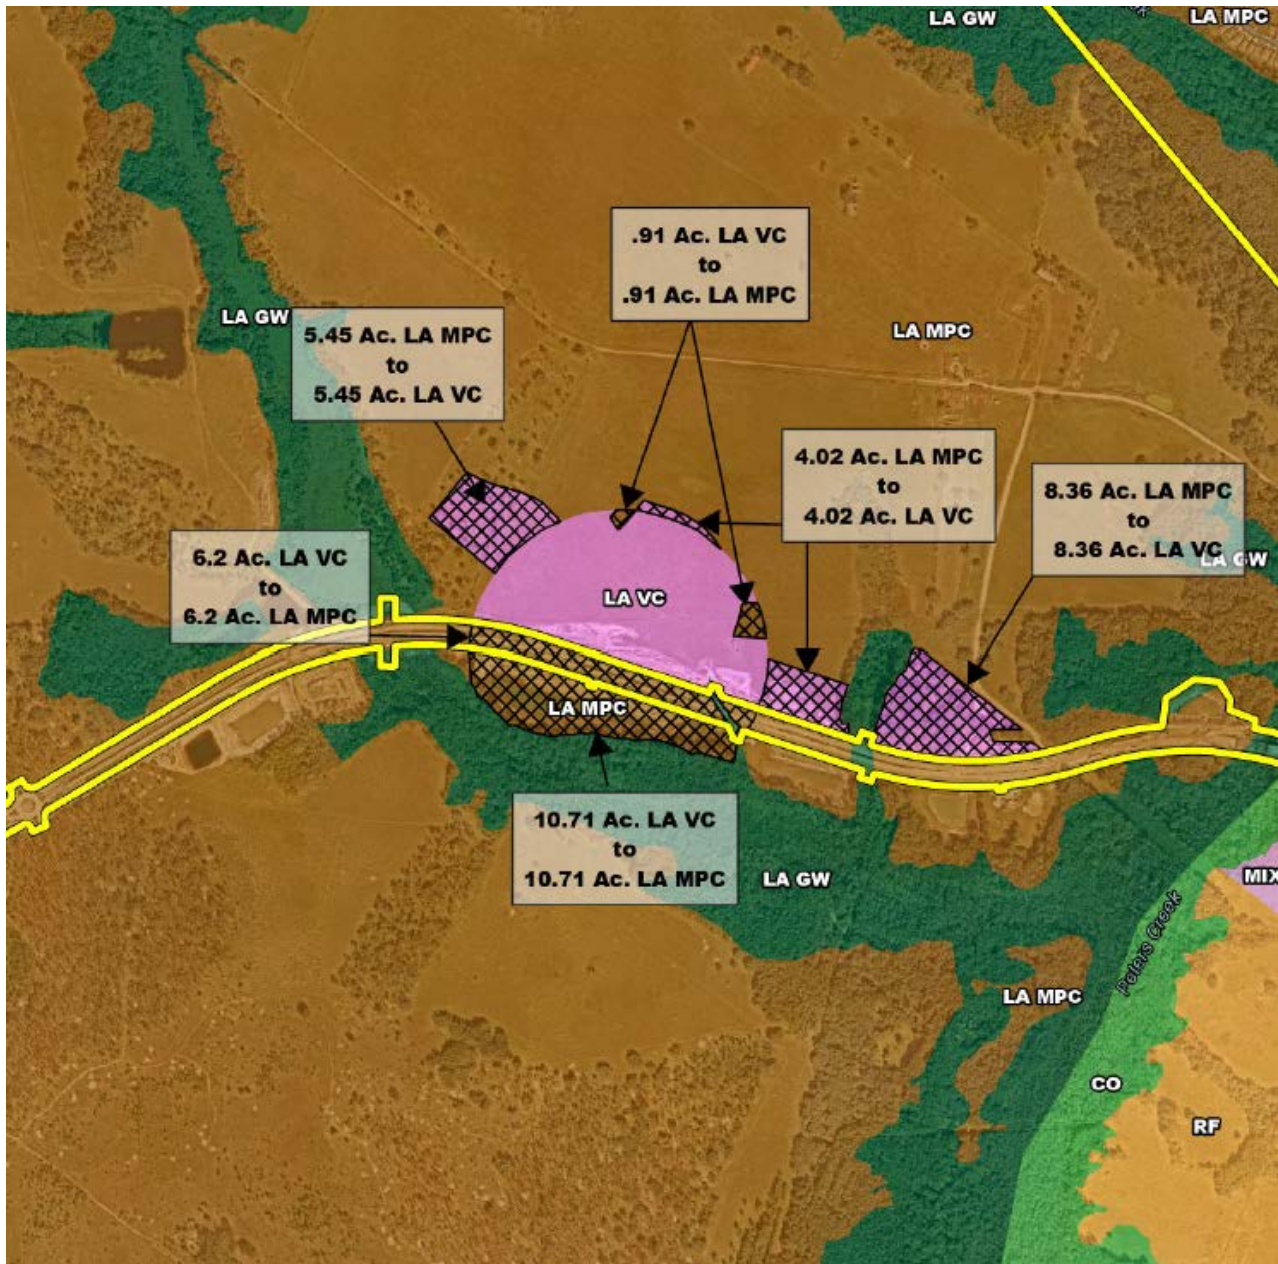 LA GW
LA MPC
.91 Ac. LA VC
to
.91 Ac. LA MPC
LA GW
5.45 Ac. LA MPC
to
5.45 Ac. LA VC
LA MPC
4.02 Ac. LA MPC
to
4.02 Ac. LA VC
8.36 Ac. LA MPC
to
8.36 Ac. LA VC
LA GW
6.2 Ac. LA VC
to
6.2 Ac. LA MPC
LA VC
LA MPC
10.71 Ac. LA VC
to
10.71 Ac. LA MPC
LA GW
MIX
Peters Creek
LA MPC
CO
RF